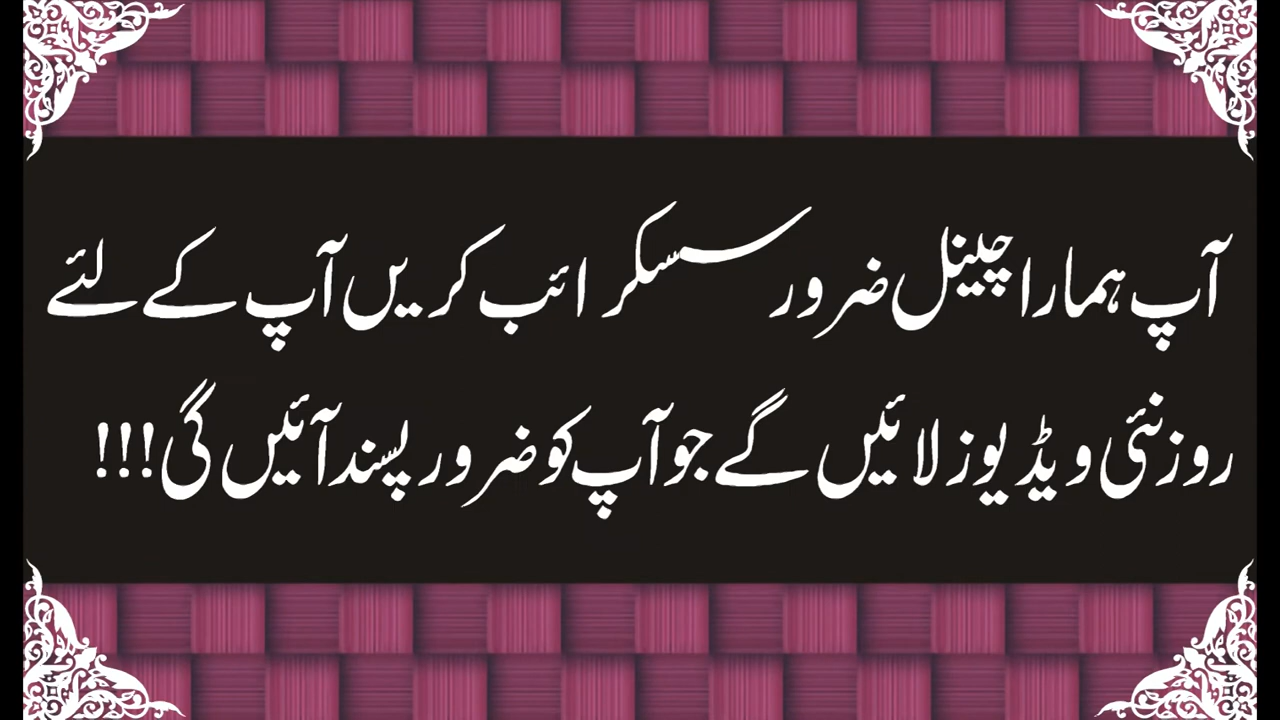 آپ ہمارا چینل ضرور سسکرائب کریں آپ کے لئے
روز نئی ویڈیوز لائیں گے جو آپ کو ضرور پسند آئیں گی!!!